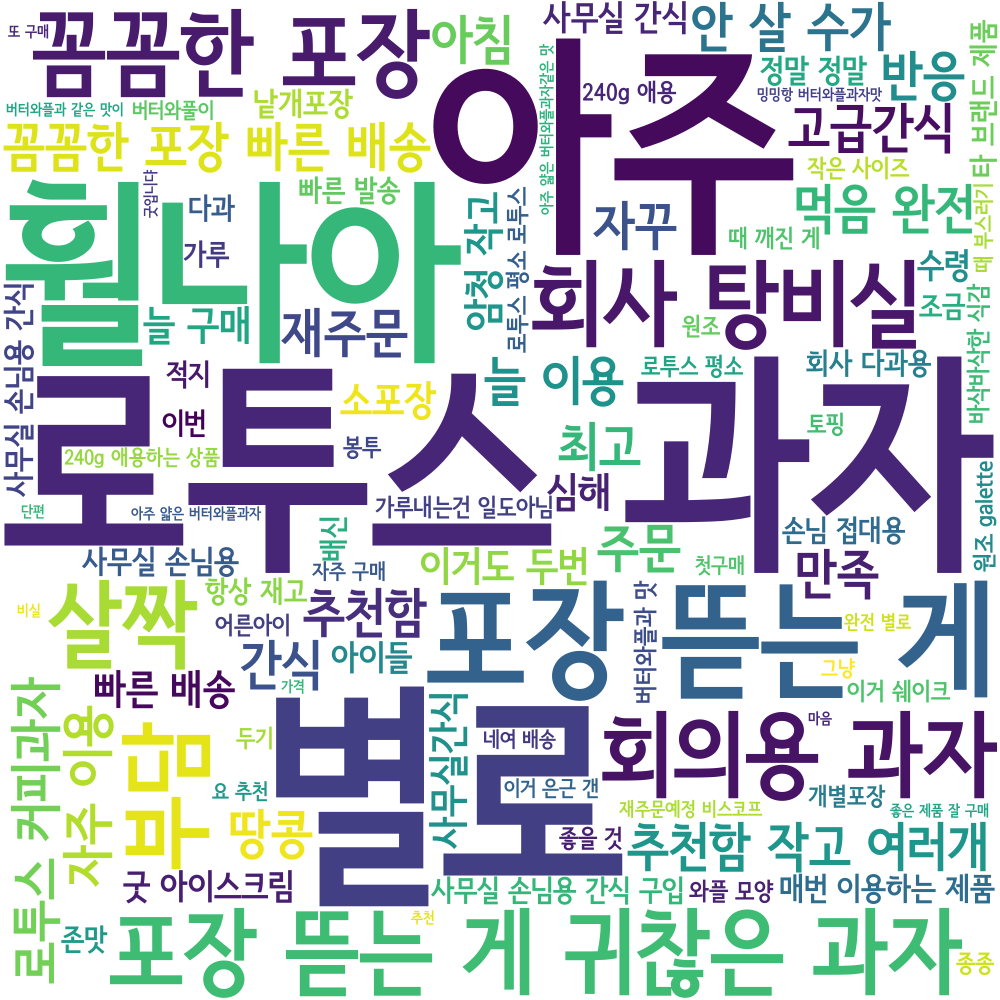 또 구매
꼼꼼한 포장
아침
사무실 간식
안 살 수가
정말 정말
반응
타 브랜드 제품
버터와플과 같은 맛이
버터와풀이
낱개포장
아주 얇은 버터와플과자같은 맛
240g 애용
밍밍항 버터와플과자맛
아주
고급간식
꼼꼼한 포장 빠른 배송
작은 사이즈
굿입니다
빠른 발송
다과
가루
웰나아
암청 작고
로투스 평소 로투스
자꾸
때 깨진 게
먹음 완전
때 부스러기
수령
조금
바삭바삭한 식감
사무실 손님용 간식
늘 구매
재주문
회사 탕비실
원조
적지
이번
소포장
늘 이용
로투스 평소
회사 다과용
로투스 과자
최고
토핑
240g 애용하는 상품
봉투
심해
가루내는건 일도아님
단편
아주 얇은 버터와플과자
배신
손님 접대용
원조 galette
사무실 손님용
자주 구매
이거도 두번
주문
첫구매
만족
비실
살짝
항상 재고
어른아이
추천함
포장 뜯는 게
버터와플과 맛
완전 별로
간식
아이들
그냥
빠른 배송
가격
이거 쉐이크
로투스 커피과자
자주 이용
부담
두기
별로
사무실간식
네여 배송
회의용 과자
마음
요 추천
이거 은근 갠
개별포장
땅콩
재주문예정 비스코프
좋은 제품 잘 구매
좋을 것
추천함 작고 여러개
굿 아이스크림
사무실 손님용 간식 구입
와플 모양
매번 이용하는 제품
존맛
추천
포장 뜯는 게 귀찮은 과자
종종